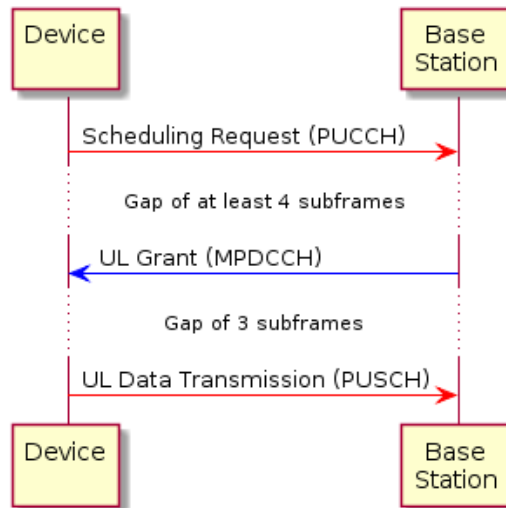 Device
Base
Station
Scheduling Request (PUCCH)
Gap of at least 4 subframes
UL Grant (MPDCCH)
Gap of 3 subframes
UL Data Transmission (PUSCH)
Device
Base
Station